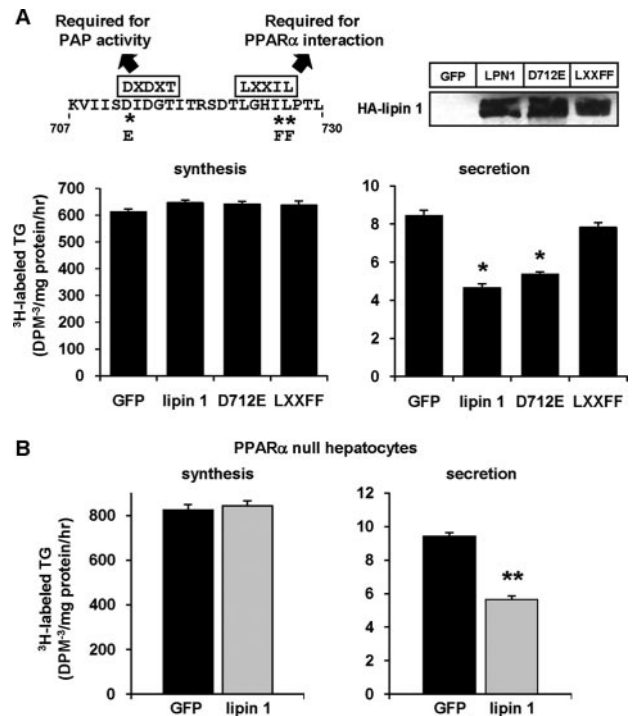 A
Required for PAP activity
Required for PPARα interaction
DXDXT
LXXIL
KVIISDIDGTITRSDTLGHILPTL
707
*
**
730
E
FF
GFP LPN1 D712E LXXFF
HA-lipin 1
synthesis
³H-labeled TG
(DPM⁻³/mg protein/hr)
700
600
500
400
300
200
100
0
GFP lipin 1 D712E LXXFF
secretion
10
8
6
4
2
0
*
*
GFP lipin 1 D712E LXXFF
B
PPARα null hepatocytes
synthesis
³H-labeled TG
(DPM⁻³/mg protein/hr)
800
600
400
200
0
GFP lipin 1
secretion
12
10
8
6
4
2
0
**
GFP lipin 1